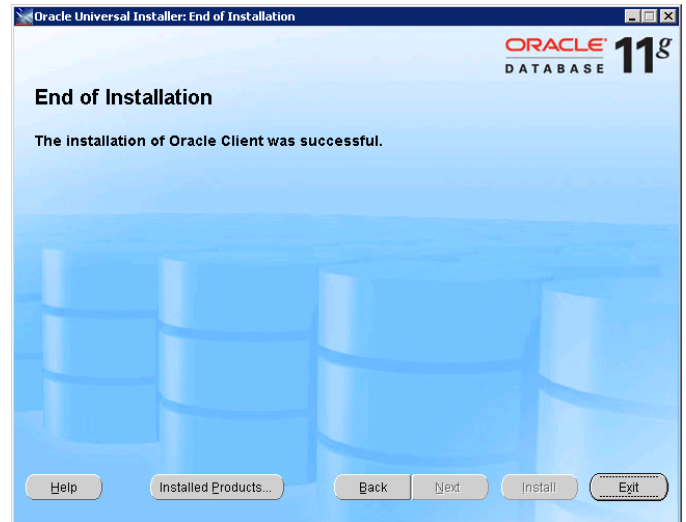 Oracle Universal Installer: End of Installation
ORACLE 11g
DATABASE
End of Installation
The installation of Oracle Client was successful.
Help Installed Products... Back Next Install Exit